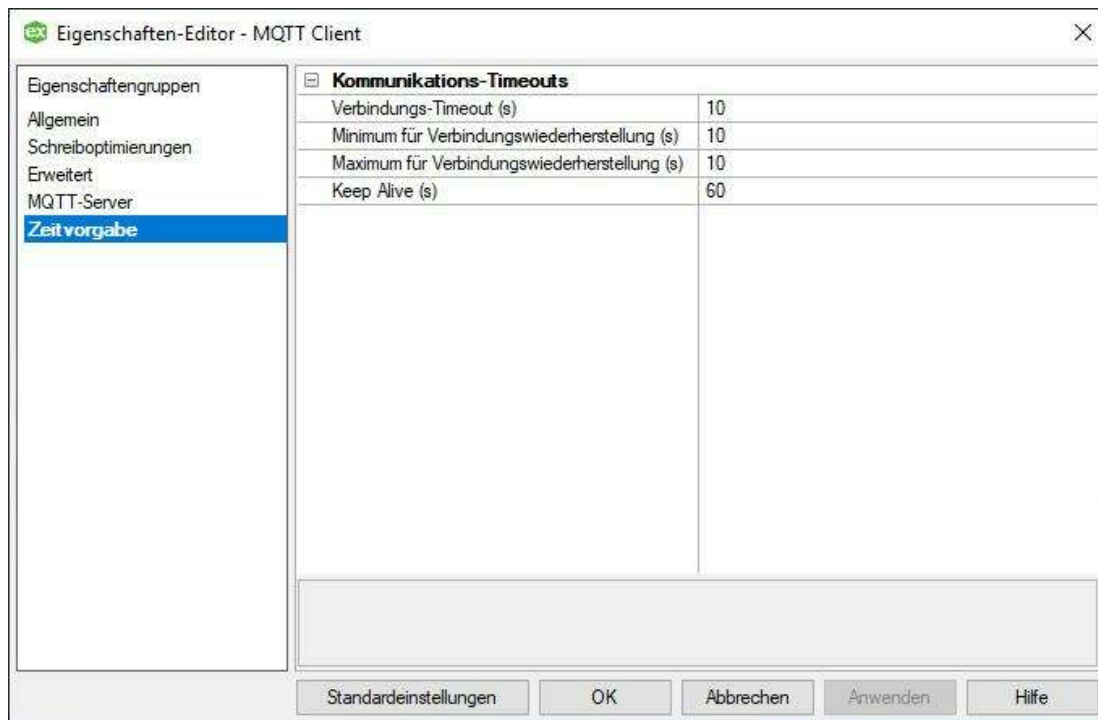 ex Eigenschaften-Editor - MQTT Client
Eigenschaftengruppen
Allgemein
Schreiboptimierungen
Erweitert
MQTT-Server
Zeitvorgabe
Kommunikations-Timeouts
Verbindungs-Timeout (s) 10
Minimum für Verbindungswiederherstellung (s) 10
Maximum für Verbindungswiederherstellung (s) 10
Keep Alive (s) 60
Standardeinstellungen OK Abbrechen Anwenden Hilfe